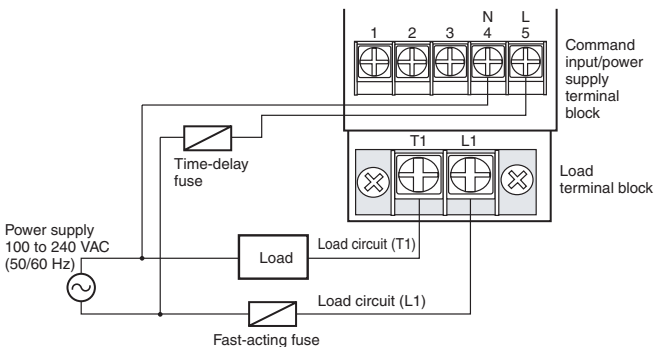 N L
1 2 3 4 5
Command
input/power
supply
terminal
block
T1 L1
Time-delay
fuse
Load
terminal block
Power supply
100 to 240 VAC
(50/60 Hz)
Load
Load circuit (T1)
Load circuit (L1)
Fast-acting fuse